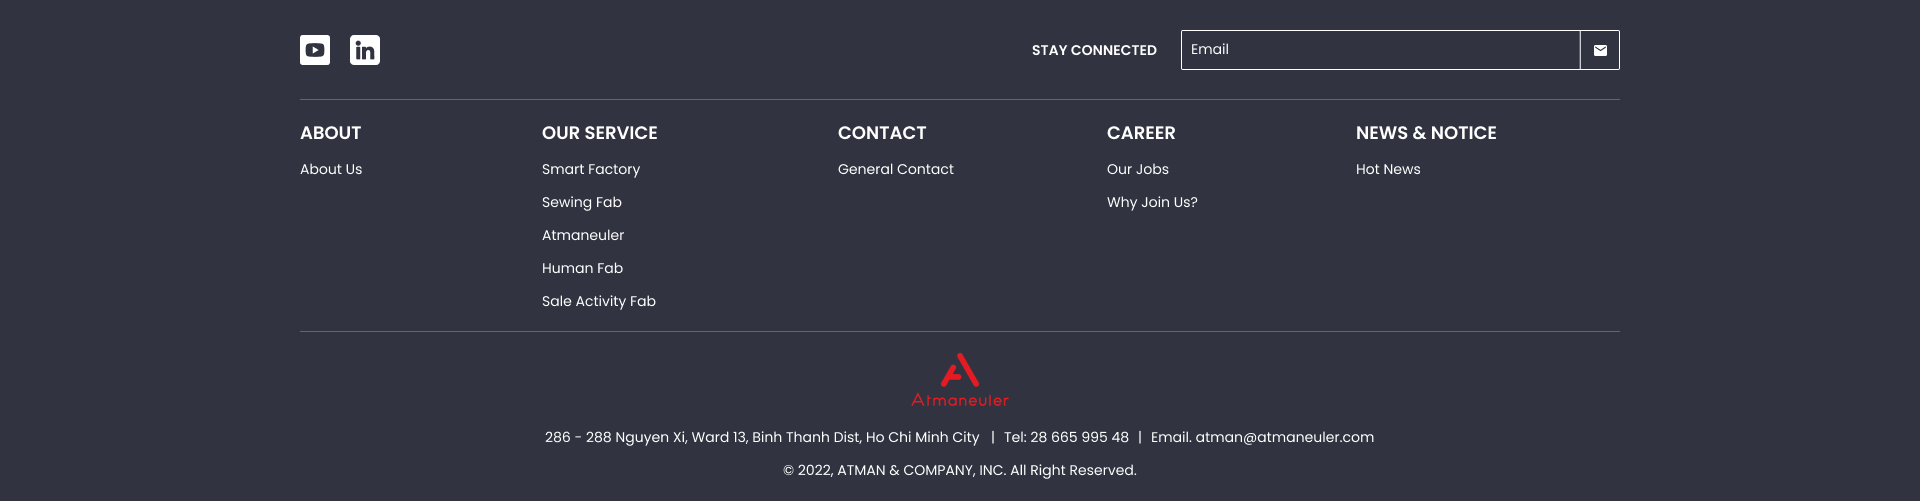 STAY CONNECTED Email
ABOUT OUR SERVICE CONTACT CAREER NEWS & NOTICE
About Us Smart Factory General Contact Our Jobs Hot News
Sewing Fab Why Join Us?
Atmaneuler
Human Fab
Sale Activity Fab
Atmaneuler
286 - 288 Nguyen Xi, Ward 13, Binh Thanh Dist, Ho Chi Minh City | Tel: 28 665 995 48 | Email. atman@atmaneuler.com
© 2022, ATMAN & COMPANY, INC. All Right Reserved.